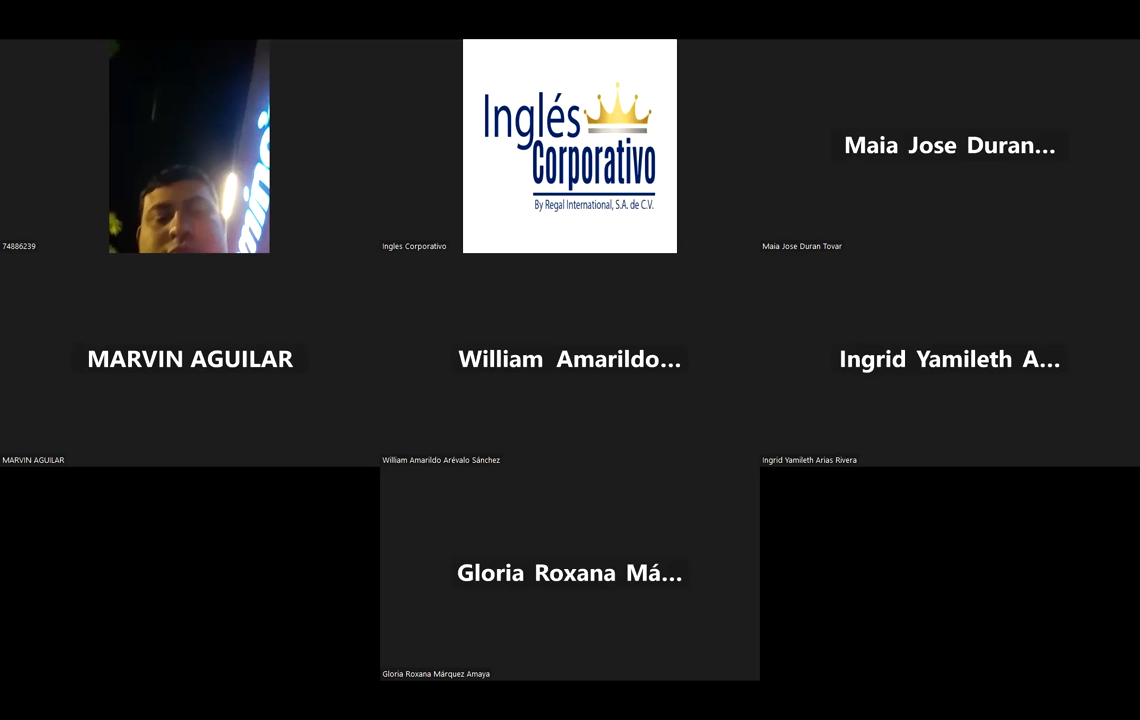 Inglés
Corporativo
By Regal International, S.A. de C.V.
Maia Jose Duran...
74886239
Ingles Corporativo
Maia Jose Duran Tovar
MARVIN AGUILAR
William Amarildo...
Ingrid Yamileth A...
MARVIN AGUILAR
William Amarildo Arévalo Sánchez
Ingrid Yamileth Arias Rivera
Gloria Roxana Má...
Gloria Roxana Márquez Amaya